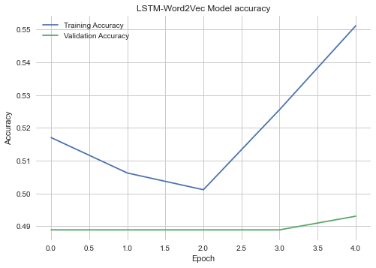 LSTM-Word2Vec Model accuracy
Training Accuracy
Validation Accuracy
Accuracy
0.55
0.54
0.53
0.52
0.51
0.50
0.49
0.0 0.5 1.0 1.5 2.0 2.5 3.0 3.5 4.0
Epoch